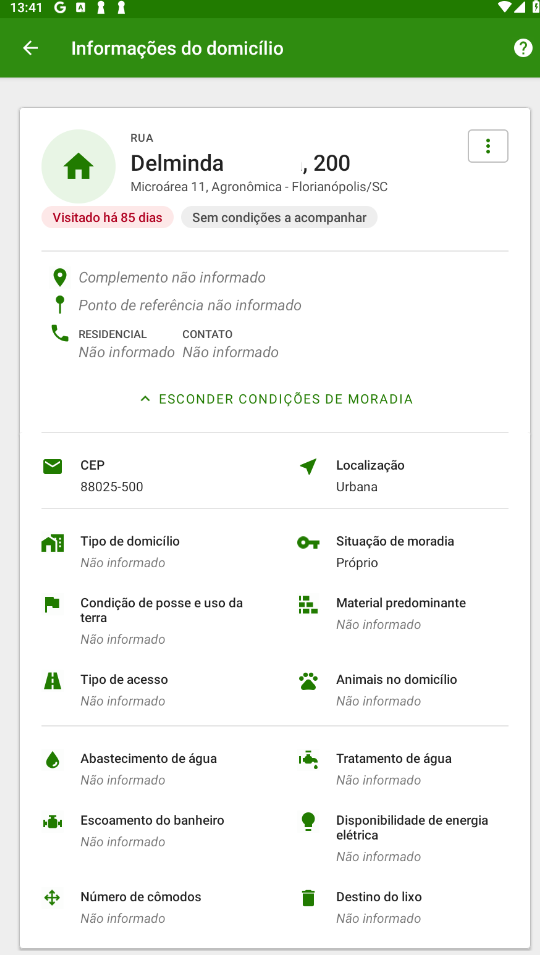 13:41
Informações do domicílio
RUA
Delminda , 200
Microárea 11, Agronômica - Florianópolis/SC
Visitado há 85 dias Sem condições a acompanhar
Complemento não informado
Ponto de referência não informado
RESIDENCIAL CONTATO
Não informado Não informado
ESCONDER CONDIÇÕES DE MORADIA
CEP Localização
88025-500 Urbana
Tipo de domicílio Situação de moradia
Não informado Próprio
Condição de posse e uso da Material predominante
terra
Não informado Não informado
Tipo de acesso Animais no domicílio
Não informado Não informado
Abastecimento de água Tratamento de água
Não informado Não informado
Escoamento do banheiro Disponibilidade de energia
elétrica
Não informado Não informado
Número de cômodos Destino do lixo
Não informado Não informado